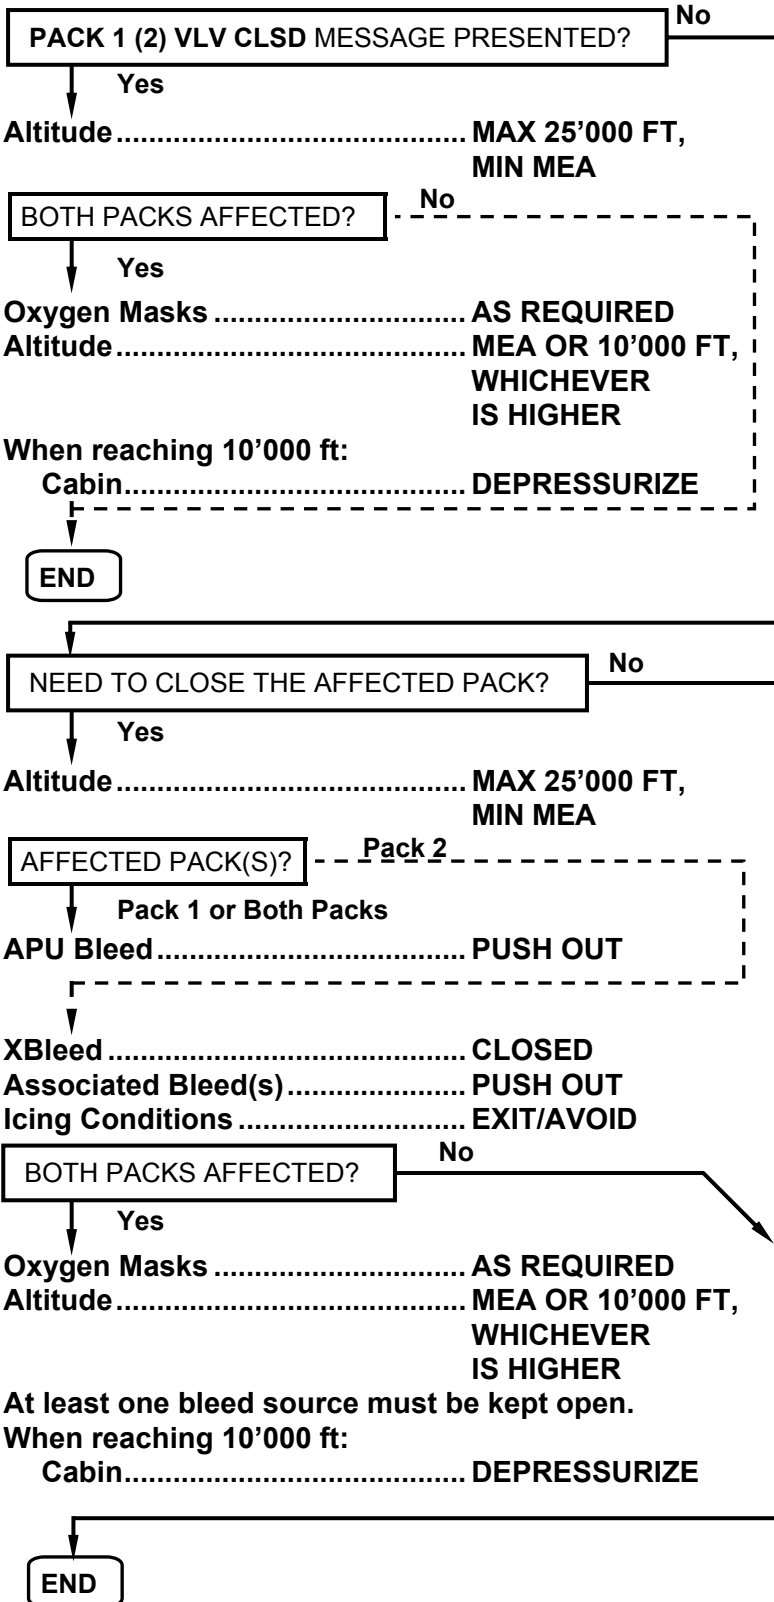 No
PACK 1 (2) VLV CLSD MESSAGE PRESENTED?
Yes
Altitude........................................... MAX 25'000 FT,
MIN MEA
No
BOTH PACKS AFFECTED?
Yes
Oxygen Masks ............................... AS REQUIRED
Altitude........................................... MEA OR 10'000 FT,
WHICHEVER
IS HIGHER
When reaching 10'000 ft:
Cabin.......................................... DEPRESSURIZE
END
No
NEED TO CLOSE THE AFFECTED PACK?
Yes
Altitude........................................... MAX 25'000 FT,
MIN MEA
Pack 2
AFFECTED PACK(S)?
Pack 1 or Both Packs
APU Bleed...................................... PUSH OUT
XBleed............................................ CLOSED
Associated Bleed(s)...................... PUSH OUT
Icing Conditions ............................ EXIT/AVOID
No
BOTH PACKS AFFECTED?
Yes
Oxygen Masks ............................... AS REQUIRED
Altitude........................................... MEA OR 10'000 FT,
WHICHEVER
IS HIGHER
At least one bleed source must be kept open.
When reaching 10'000 ft:
Cabin.......................................... DEPRESSURIZE
END